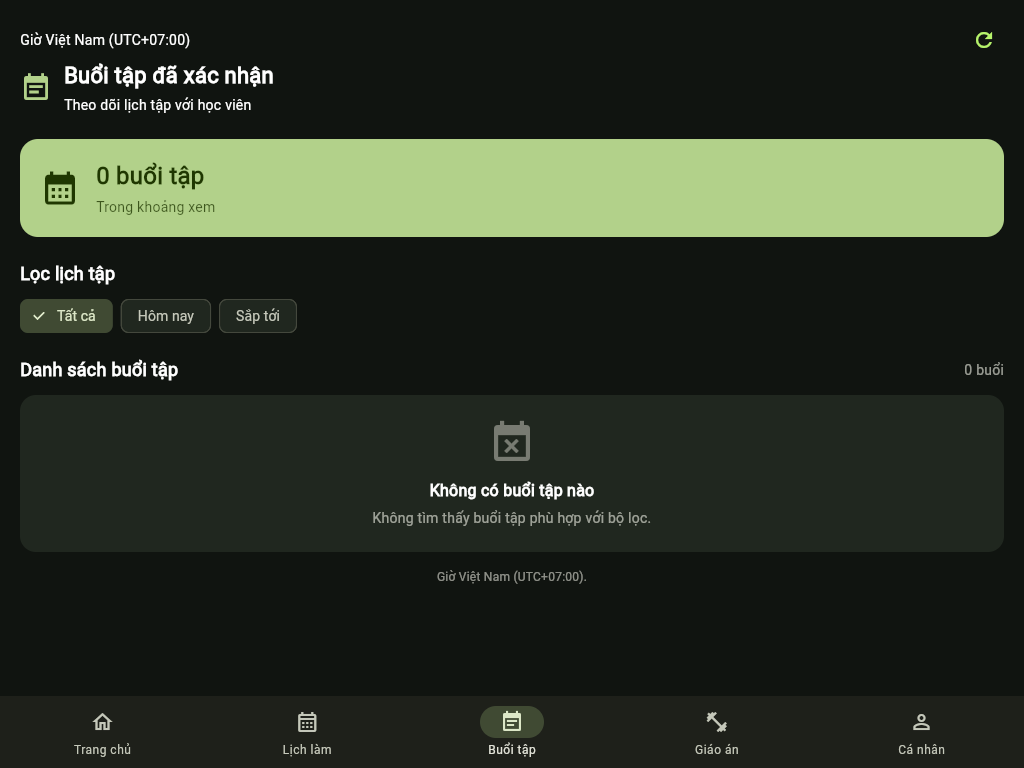 Giờ Việt Nam (UTC+07:00)
Buổi tập đã xác nhận
Theo dõi lịch tập với học viên
0 buổi tập
Trong khoảng xem
Lọc lịch tập
Tất cả
Hôm nay
Sắp tới
Danh sách buổi tập
0 buổi
Không có buổi tập nào
Không tìm thấy buổi tập phù hợp với bộ lọc.
Giờ Việt Nam (UTC+07:00).
Trang chủ
Lịch làm
Buổi tập
Giáo án
Cá nhân